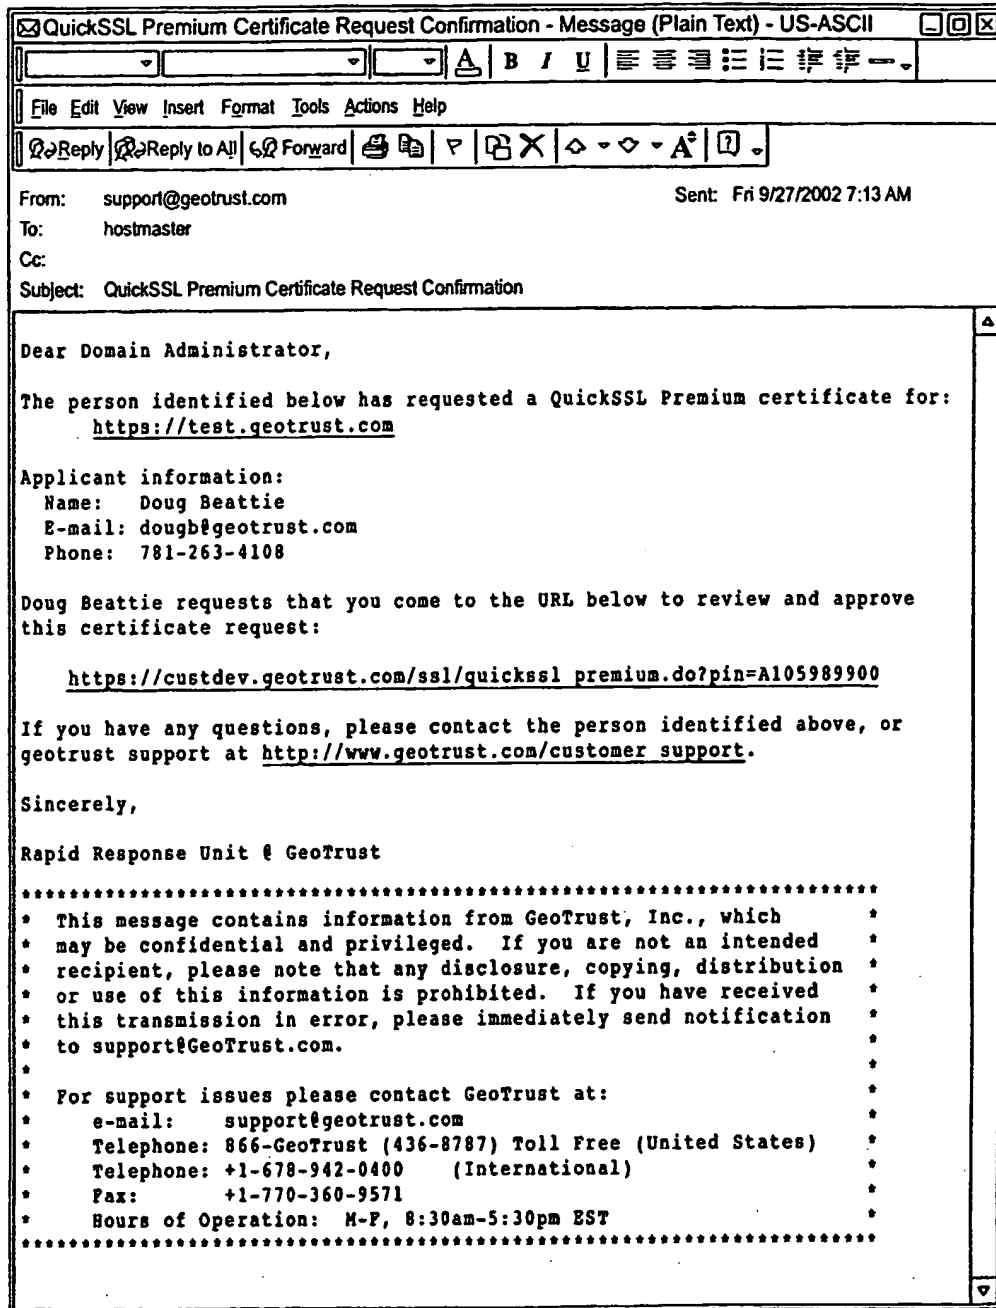 QuickSSL Premium Certificate Request Confirmation - Message (Plain Text) - US-ASCII
A B I U
File Edit View Insert Format Tools Actions Help
Reply Reply to All Forward A ?
From: support@geotrust.com Sent: Fri 9/27/2002 7:13 AM
To: hostmaster
Cc:
Subject: QuickSSL Premium Certificate Request Confirmation
Dear Domain Administrator,
The person identified below has requested a QuickSSL Premium certificate for:
https://test.geotrust.com
Applicant information:
Name: Doug Beattie
E-mail: dougb@geotrust.com
Phone: 781-263-4108
Doug Beattie requests that you come to the URL below to review and approve
this certificate request:
https://custdev.geotrust.com/ssl/quickssl_premium.do?pin=A105989900
If you have any questions, please contact the person identified above, or
geotrust support at http://www.geotrust.com/customer_support.
Sincerely,
Rapid Response Unit @ GeoTrust
***********************************************************************
* This message contains information from GeoTrust, Inc., which *
* may be confidential and privileged. If you are not an intended *
* recipient, please note that any disclosure, copying, distribution *
* or use of this information is prohibited. If you have received *
* this transmission in error, please immediately send notification *
* to support@GeoTrust.com. *
* *
* For support issues please contact GeoTrust at: *
* e-mail: support@geotrust.com *
* Telephone: 866-GeoTrust (436-8787) Toll Free (United States) *
* Telephone: +1-678-942-0400 (International) *
* Fax: +1-770-360-9571 *
* Hours of Operation: M-F, 8:30am-5:30pm EST *
***********************************************************************